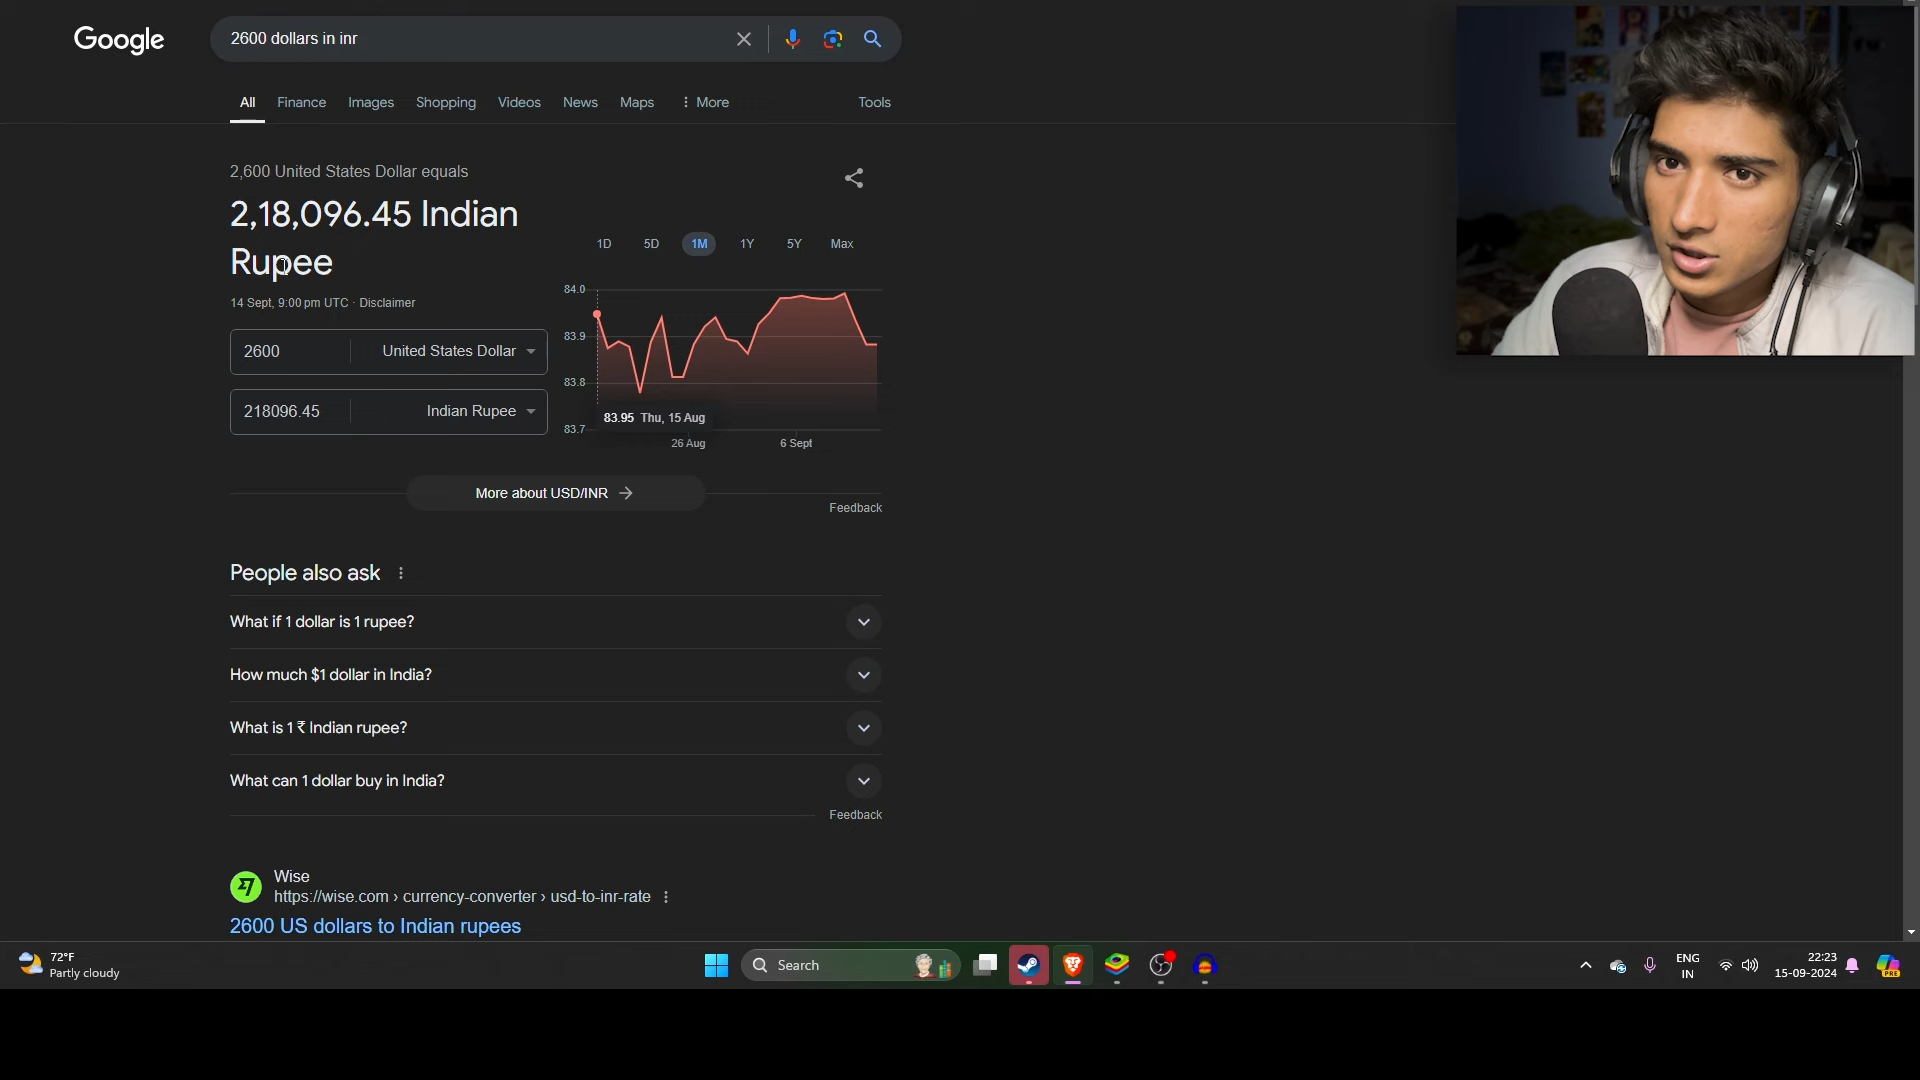 Google
2600 dollars in inr
All Finance Images Shopping Videos News Maps More Tools
2,600 United States Dollar equals
2,18,096.45 Indian
Rupee
14 Sept, 9:00 pm UTC · Disclaimer
2600 United States Dollar
218096.45 Indian Rupee
1D 5D 1M 1Y 5Y Max
84.0
83.9
83.8
83.7
83.95 Thu, 15 Aug
26 Aug 6 Sept
More about USD/INR
Feedback
People also ask
What if 1 dollar is 1 rupee?
How much $1 dollar in India?
What is 1 ₹ Indian rupee?
What can 1 dollar buy in India?
Feedback
Wise
https://wise.com › currency-converter › usd-to-inr-rate
2600 US dollars to Indian rupees
72°F
Partly cloudy
Search
ENG
IN
22:23
15-09-2024
PRE